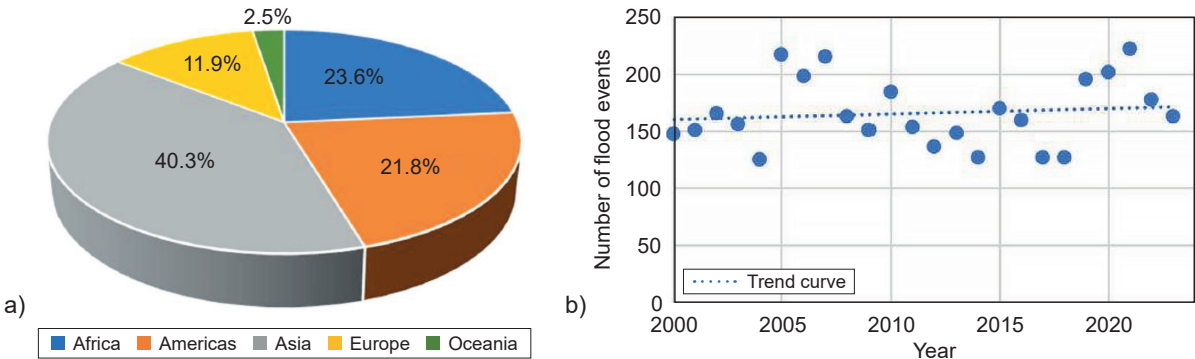 2.5%
11.9%
23.6%
40.3%
21.8%
a)
Africa Americas Asia Europe Oceania
250
200
150
100
50
0
Number of flood events
Trend curve
b)
2000 2005 2010 2015 2020
Year